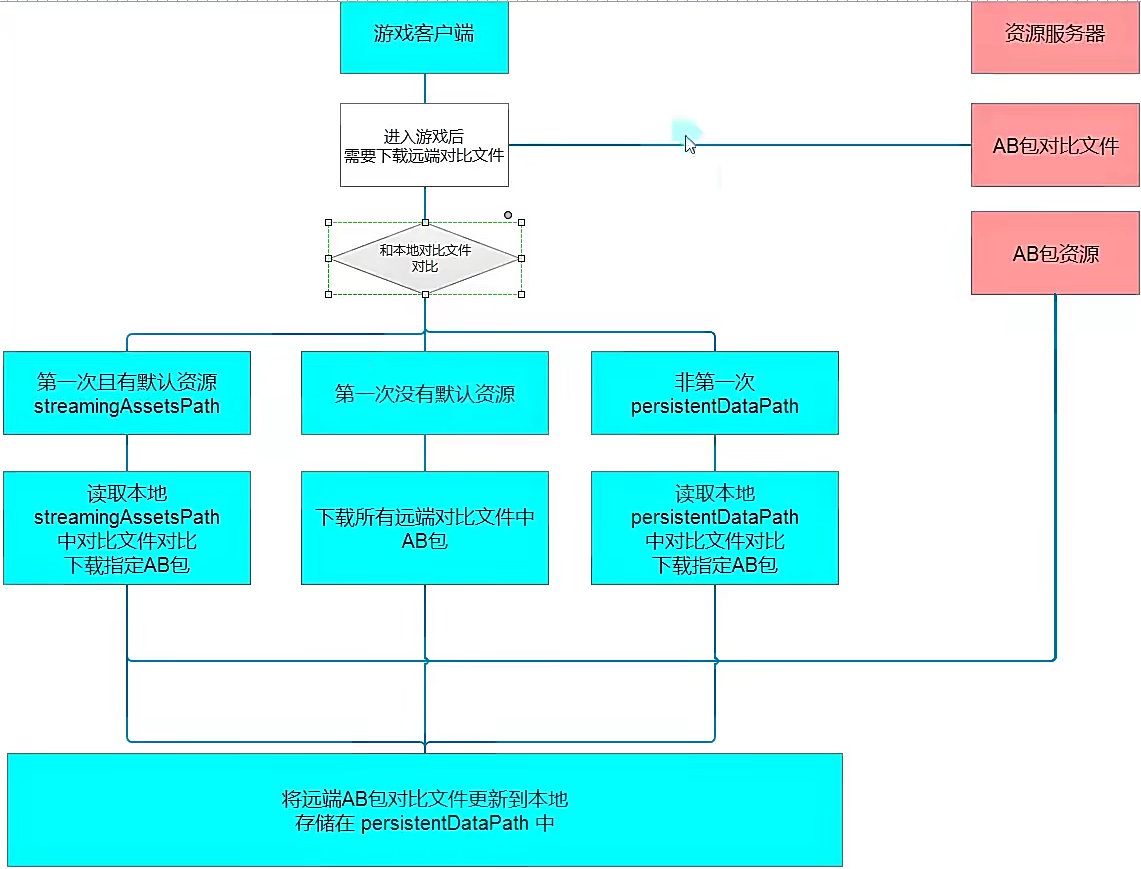 游戏客户端
资源服务器
进入游戏后
需要下载远端对比文件
AB包对比文件
和本地对比文件
对比
AB包资源
第一次且有默认资源
streamingAssetsPath
第一次没有默认资源
非第一次
persistentDataPath
读取本地
streamingAssetsPath
中对比文件对比
下载指定AB包
下载所有远端对比文件中
AB包
读取本地
persistentDataPath
中对比文件对比
下载指定AB包
将远端AB包对比文件更新到本地
存储在 persistentDataPath 中